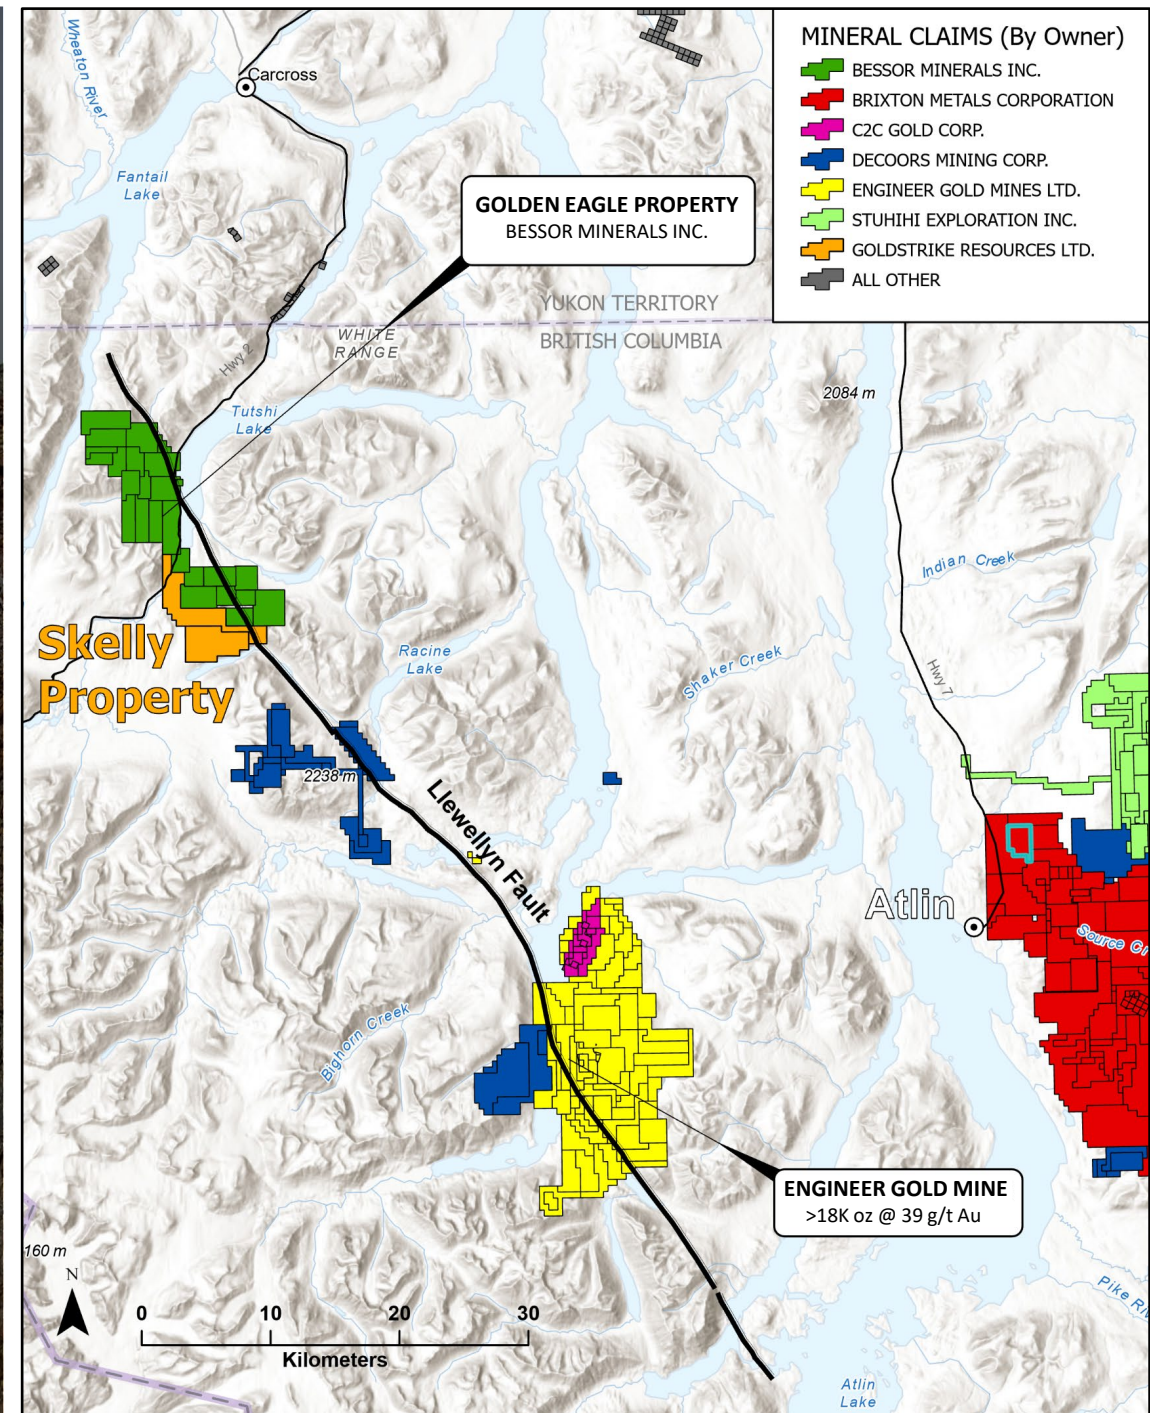 MINERAL CLAIMS (By Owner)
BESSOR MINERALS INC.
BRIXTON METALS CORPORATION
C2C GOLD CORP.
DECOORS MINING CORP.
ENGINEER GOLD MINES LTD.
STUHIHI EXPLORATION INC.
GOLDSTRIKE RESOURCES LTD.
ALL OTHER
Wheaton River
Carcross
Fantail
Lake
GOLDEN EAGLE PROPERTY
BESSOR MINERALS INC.
YUKON TERRITORY
BRITISH COLUMBIA
WHITE
RANGE
Hwy 2
Tutshi
Lake
2084 m
Indian Creek
Skelly
Property
Racine
Lake
Shaker Creek
Hwy 7
2238 m
Llewellyn Fault
Atlin
Source Cr
Bighorn Creek
ENGINEER GOLD MINE
>18K oz @ 39 g/t Au
160 m
N
0 10 20 30
Kilometers
Pike Riv
Atlin
Lake